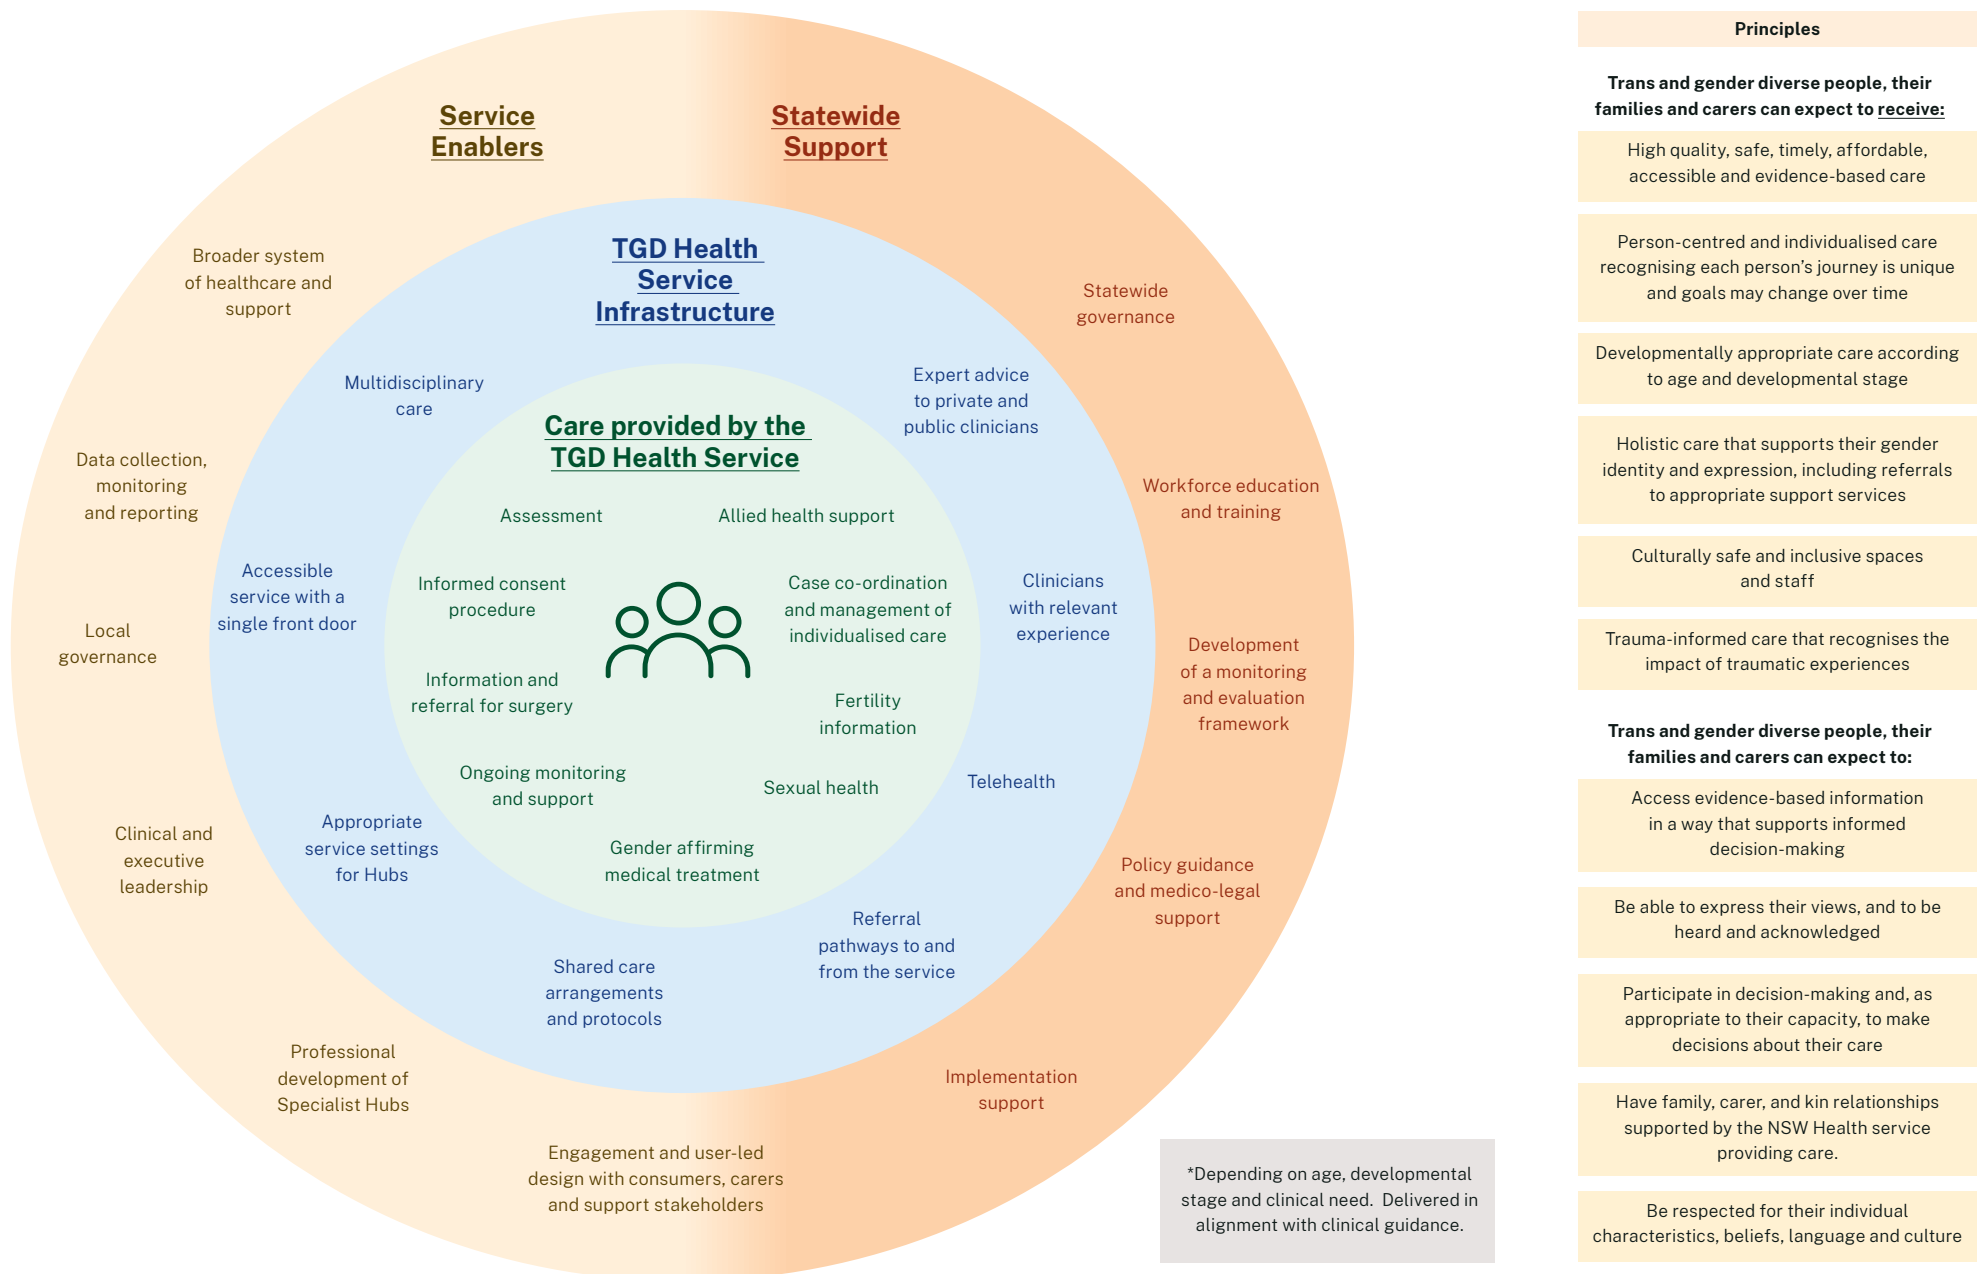 Service
Enablers
Statewide
Support
Broader system
of healthcare and
support
Data collection,
monitoring
and reporting
Local
governance
Clinical and
executive
leadership
Professional
development of
Specialist Hubs
Engagement and user-led
design with consumers, carers
and support stakeholders
Statewide
governance
Workforce education
and training
Development
of a monitoring
and evaluation
framework
Policy guidance
and medico-legal
support
Implementation
support
TGD Health
Service
Infrastructure
Multidisciplinary
care
Accessible
service with a
single front door
Appropriate
service settings
for Hubs
Shared care
arrangements
and protocols
Expert advice
to private and
public clinicians
Clinicians
with relevant
experience
Telehealth
Referral
pathways to and
from the service
Care provided by the
TGD Health Service
Assessment
Informed consent
procedure
Information and
referral for surgery
Ongoing monitoring
and support
Gender affirming
medical treatment
Allied health support
Case co-ordination
and management of
individualised care
Fertility
information
Sexual health
*Depending on age, developmental
stage and clinical need. Delivered in
alignment with clinical guidance.
Principles
Trans and gender diverse people, their
families and carers can expect to receive:
High quality, safe, timely, affordable,
accessible and evidence-based care
Person-centred and individualised care
recognising each person's journey is unique
and goals may change over time
Developmentally appropriate care according
to age and developmental stage
Holistic care that supports their gender
identity and expression, including referrals
to appropriate support services
Culturally safe and inclusive spaces
and staff
Trauma-informed care that recognises the
impact of traumatic experiences
Trans and gender diverse people, their
families and carers can expect to:
Access evidence-based information
in a way that supports informed
decision-making
Be able to express their views, and to be
heard and acknowledged
Participate in decision-making and, as
appropriate to their capacity, to make
decisions about their care
Have family, carer, and kin relationships
supported by the NSW Health service
providing care.
Be respected for their individual
characteristics, beliefs, language and culture